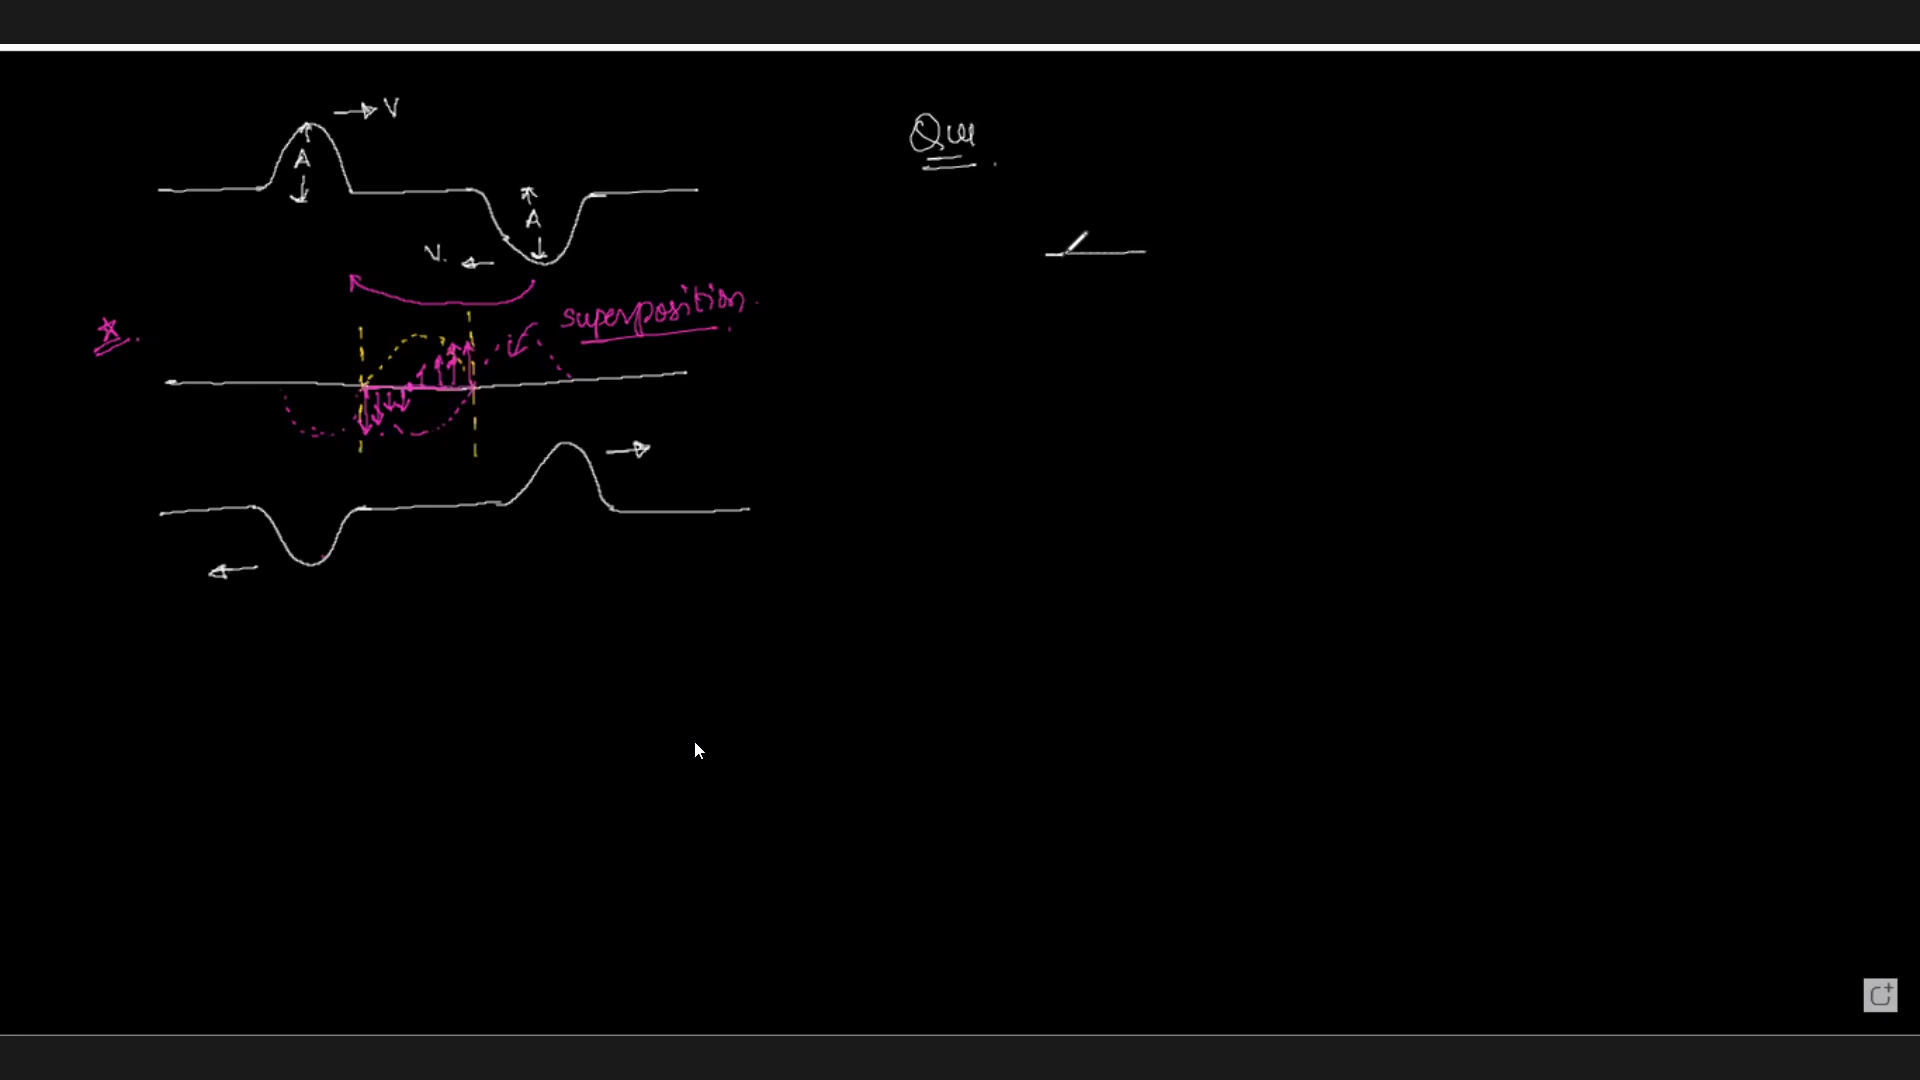 → V
A
A
V. ←
superposition.
Que